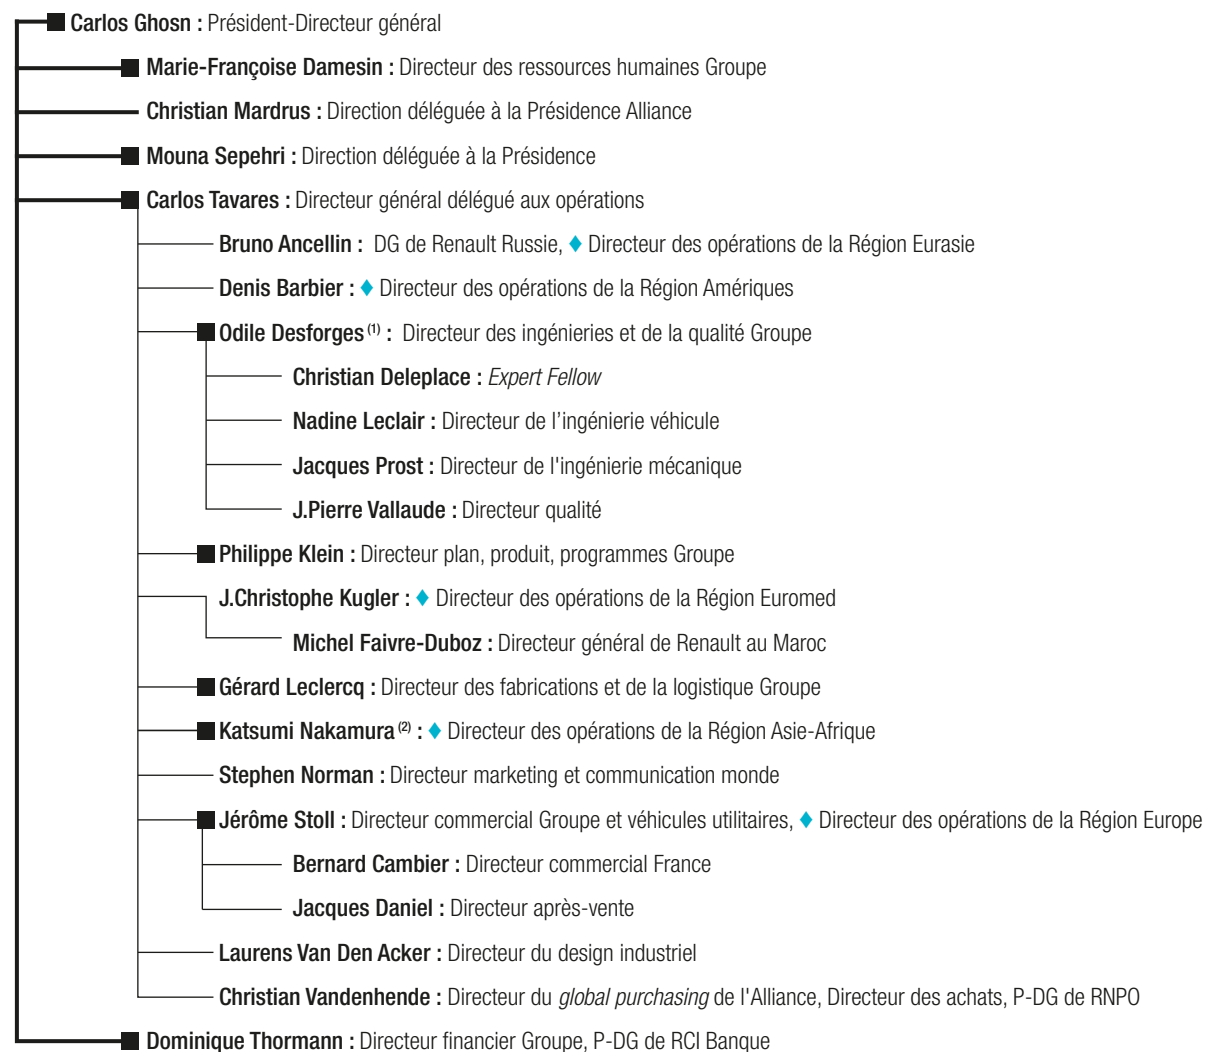 Carlos Ghosn : Président-Directeur général
Marie-Françoise Damesin : Directeur des ressources humaines Groupe
Christian Mardrus : Direction déléguée à la Présidence Alliance
Mouna Sepehri : Direction déléguée à la Présidence
Carlos Tavares : Directeur général délégué aux opérations
Bruno Ancellin : DG de Renault Russie, ♦ Directeur des opérations de la Région Eurasie
Denis Barbier : ♦ Directeur des opérations de la Région Amériques
Odile Desforges (1) : Directeur des ingénieries et de la qualité Groupe
Christian Deleplace : Expert Fellow
Nadine Leclair : Directeur de l’ingénierie véhicule
Jacques Prost : Directeur de l'ingénierie mécanique
J.Pierre Vallaude : Directeur qualité
Philippe Klein : Directeur plan, produit, programmes Groupe
J.Christophe Kugler : ♦ Directeur des opérations de la Région Euromed
Michel Faivre-Duboz : Directeur général de Renault au Maroc
Gérard Leclercq : Directeur des fabrications et de la logistique Groupe
Katsumi Nakamura (2) : ♦ Directeur des opérations de la Région Asie-Afrique
Stephen Norman : Directeur marketing et communication monde
Jérôme Stoll : Directeur commercial Groupe et véhicules utilitaires, ♦ Directeur des opérations de la Région Europe
Bernard Cambier : Directeur commercial France
Jacques Daniel : Directeur après-vente
Laurens Van Den Acker : Directeur du design industriel
Christian Vandenhende : Directeur du global purchasing de l'Alliance, Directeur des achats, P-DG de RNPO
Dominique Thormann : Directeur financier Groupe, P-DG de RCI Banque